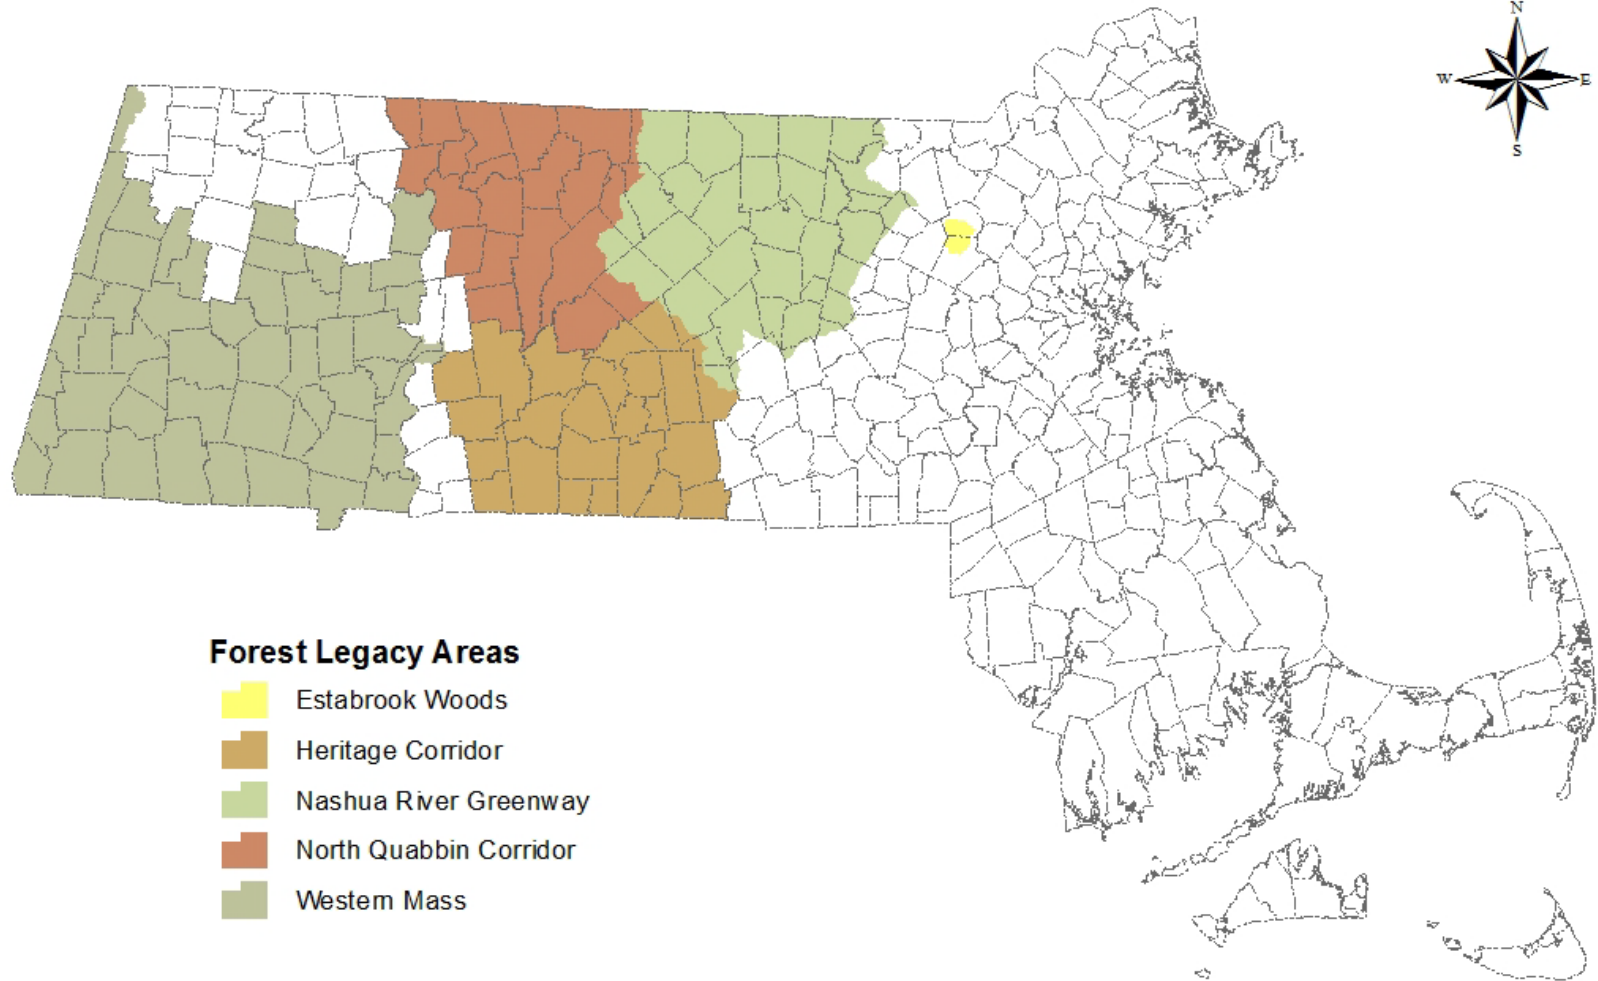 N
W E
S
Forest Legacy Areas
Estabrook Woods
Heritage Corridor
Nashua River Greenway
North Quabbin Corridor
Western Mass